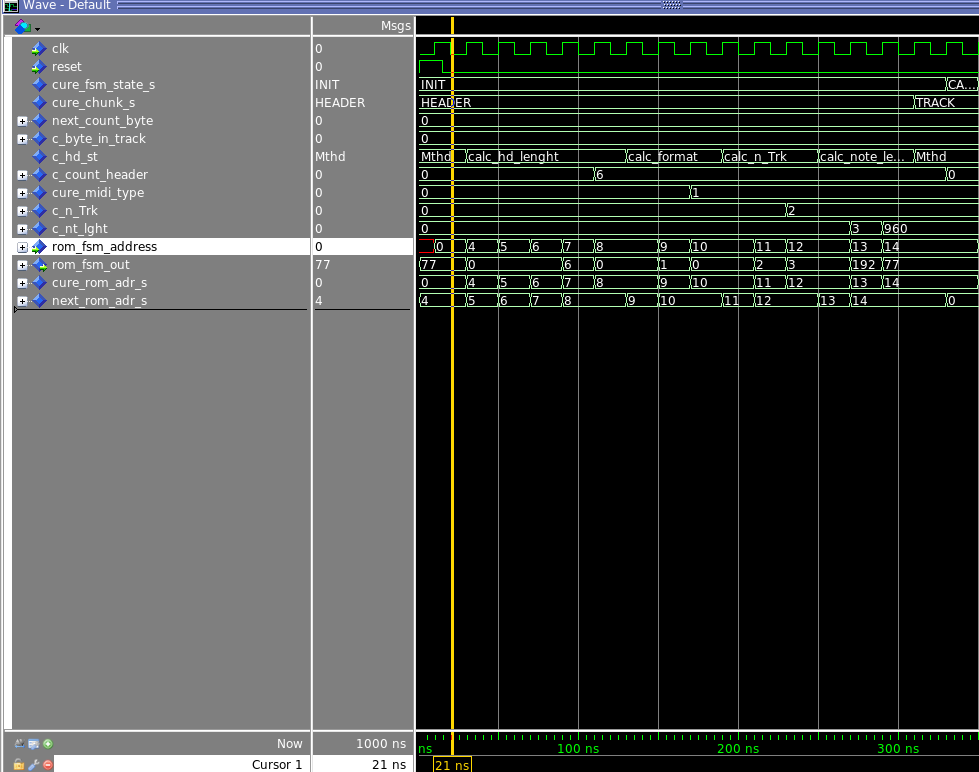 Wave - Default
Msgs
clk 0
reset 0
cure_fsm_state_s INIT INIT CA...
cure_chunk_s HEADER HEADER TRACK
next_count_byte 0 0
c_byte_in_track 0 0
c_hd_st Mthd Mthd calc_hd_lenght calc_format calc_n_Trk calc_note_le... Mthd
c_count_header 0 0 6 0
cure_midi_type 0 0 1
c_n_Trk 0 0 2
c_nt_lght 0 0 3 960
rom_fsm_address 0 0 4 5 6 7 8 9 10 11 12 13 14
rom_fsm_out 77 77 0 6 0 1 0 2 3 192 77
cure_rom_adr_s 0 0 4 5 6 7 8 9 10 11 12 13 14
next_rom_adr_s 4 4 5 6 7 8 9 10 11 12 13 14 0
Now 1000 ns ns 100 ns 200 ns 300 ns
Cursor 1 21 ns 21 ns